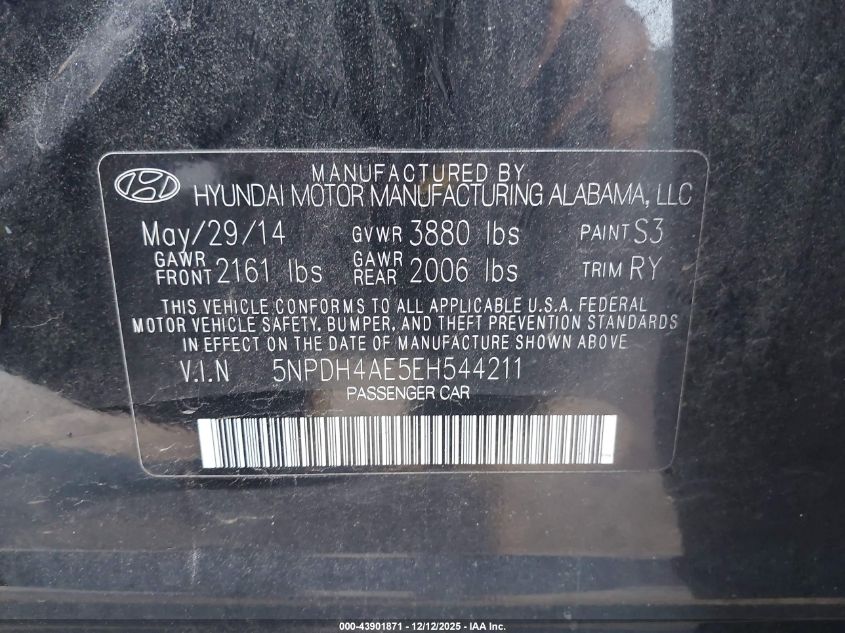 MANUFACTURED BY
HYUNDAI MOTOR MANUFACTURING ALABAMA, LLC
May/29/14 GVWR 3880 lbs PAINT S3
GAWR FRONT 2161 lbs GAWR REAR 2006 lbs TRIM RY
THIS VEHICLE CONFORMS TO ALL APPLICABLE U.S.A. FEDERAL
MOTOR VEHICLE SAFETY, BUMPER, AND THEFT PREVENTION STANDARDS
IN EFFECT ON THE DATE OF MANUFACTURE SHOWN ABOVE
V.I.N 5NPDH4AE5EH544211
PASSENGER CAR
000-43901871 - 12/12/2025 - IAA Inc.